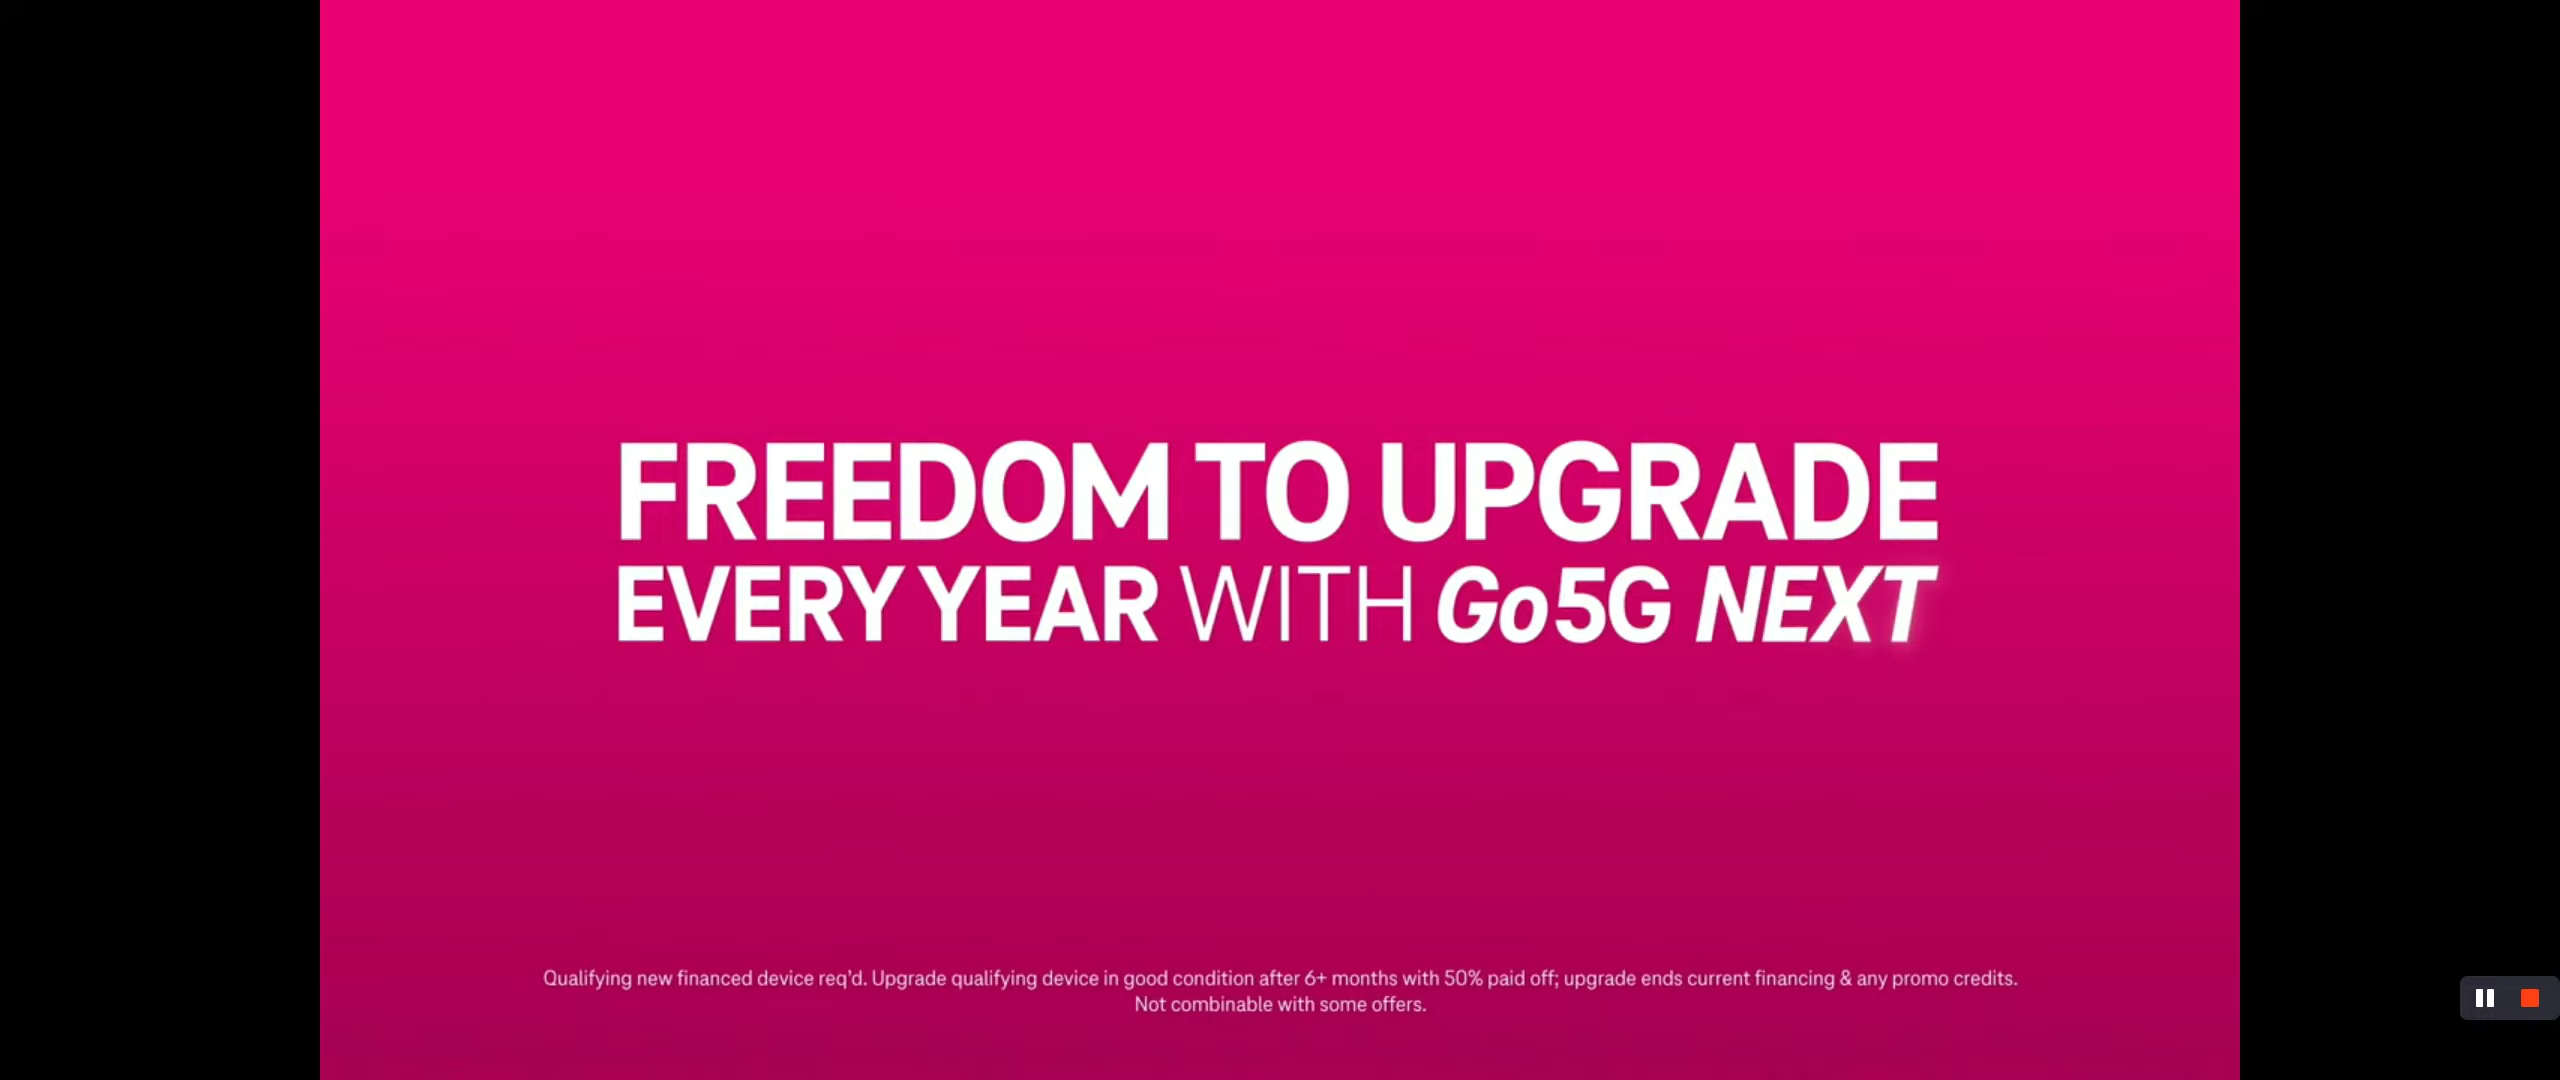 FREEDOM TO UPGRADE
EVERY YEAR WITH Go5G NEXT
Qualifying new financed device req'd. Upgrade qualifying device in good condition after 6+ months with 50% paid off; upgrade ends current financing & any promo credits.
Not combinable with some offers.